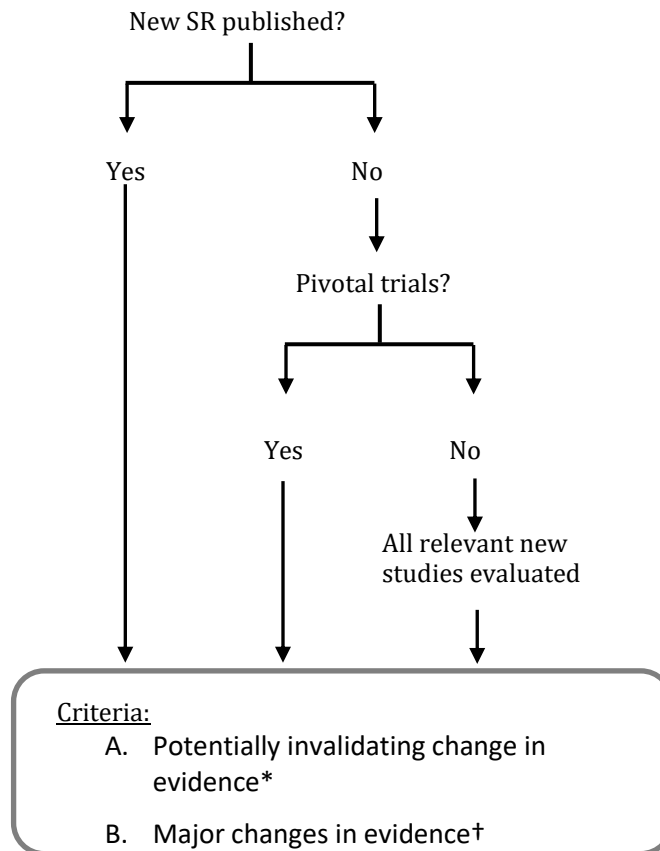 New SR published?
Yes
No
Pivotal trials?
Yes
No
All relevant new
studies evaluated
Criteria:
A. Potentially invalidating change in
evidence*
B. Major changes in evidence†